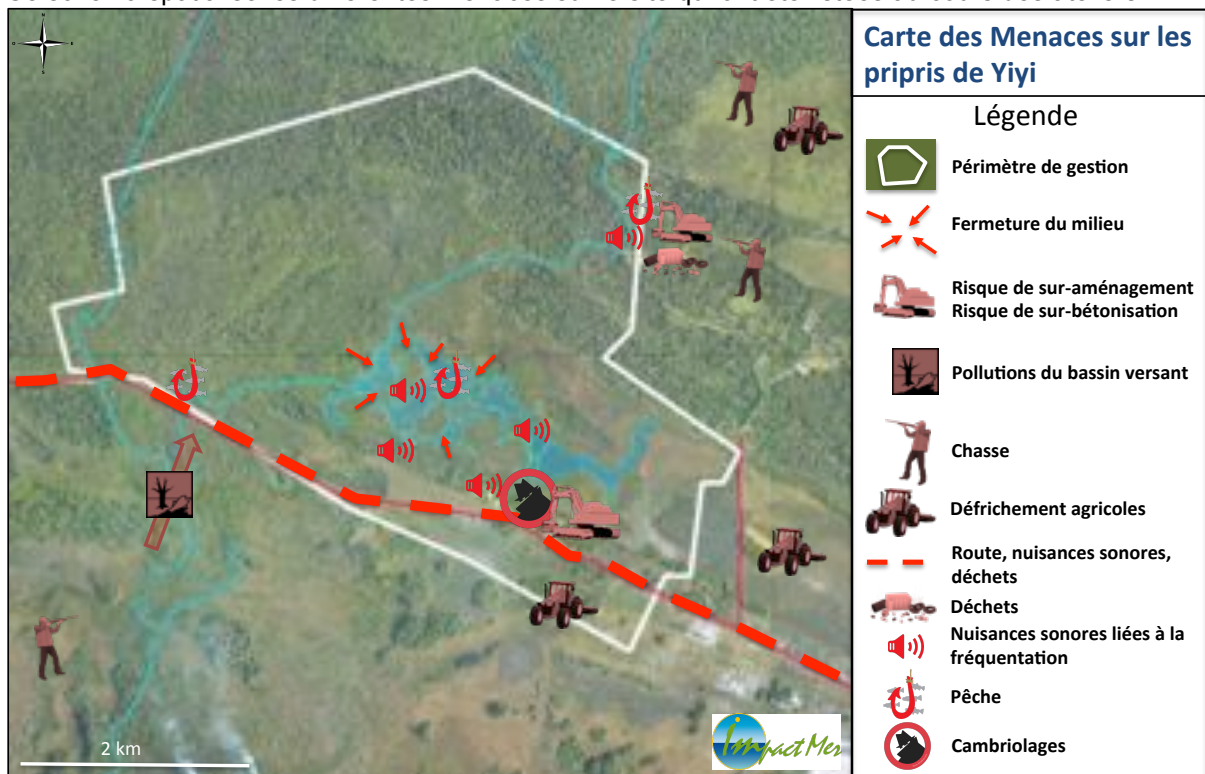 Carte des Menaces sur les
pripris de Yiyi
Légende
Périmètre de gestion
Fermeture du milieu
Risque de sur-aménagement
Risque de sur-bétonisation
Pollutions du bassin versant
Chasse
Défrichement agricoles
Route, nuisances sonores,
déchets
Déchets
Nuisances sonores liées à la
fréquentation
Pêche
Cambriolages
2 km
Impact Mer